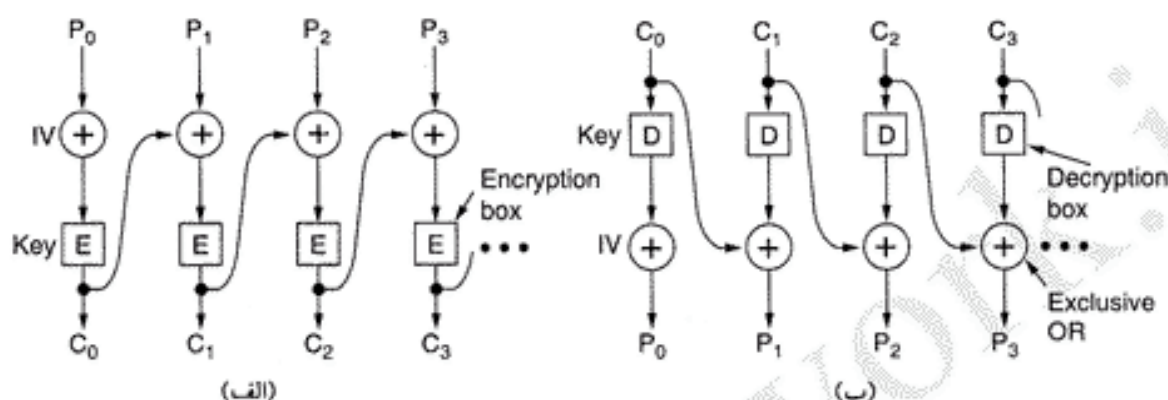 P0 P1 P2 P3
IV + + + +
Key E E E E
Encryption
box
C0 C1 C2 C3
(الف)
C0 C1 C2 C3
Key D D D D
Decryption
box
IV + + + +
Exclusive
OR
P0 P1 P2 P3
(ب)